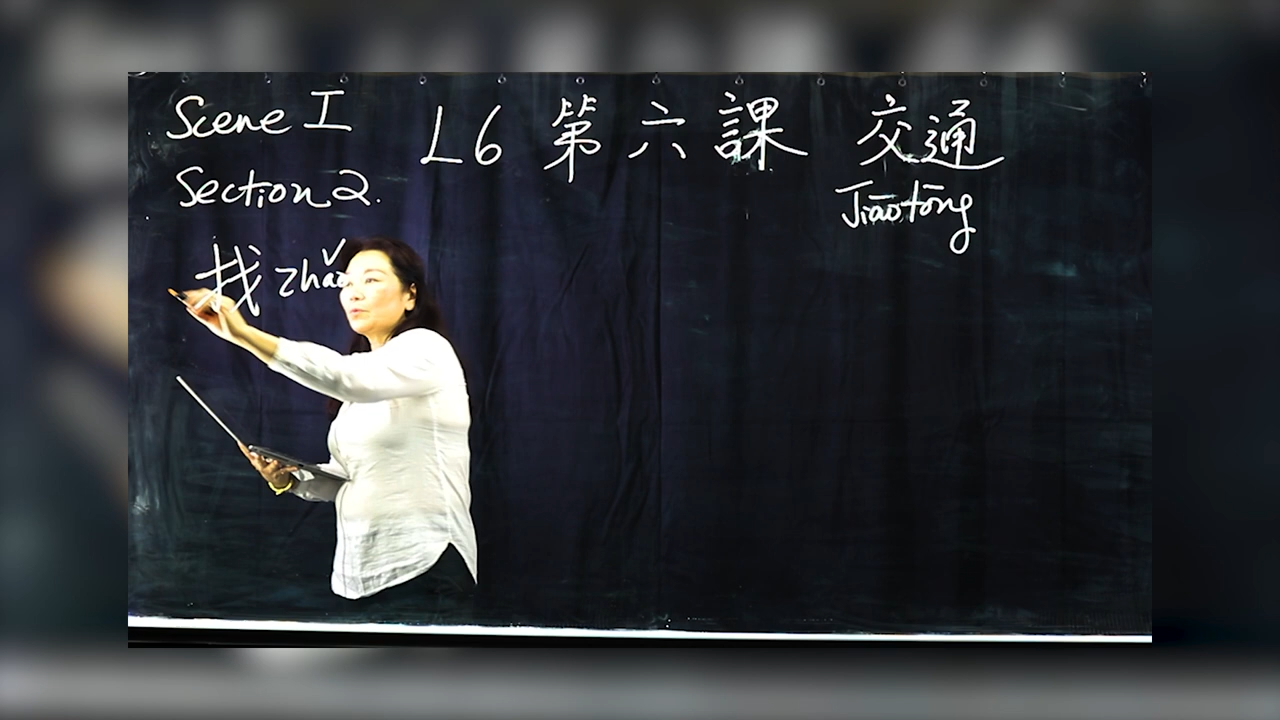 Scene I
L6 第六課 交通
Section 2.
Jiāotōng
找 zhǎo